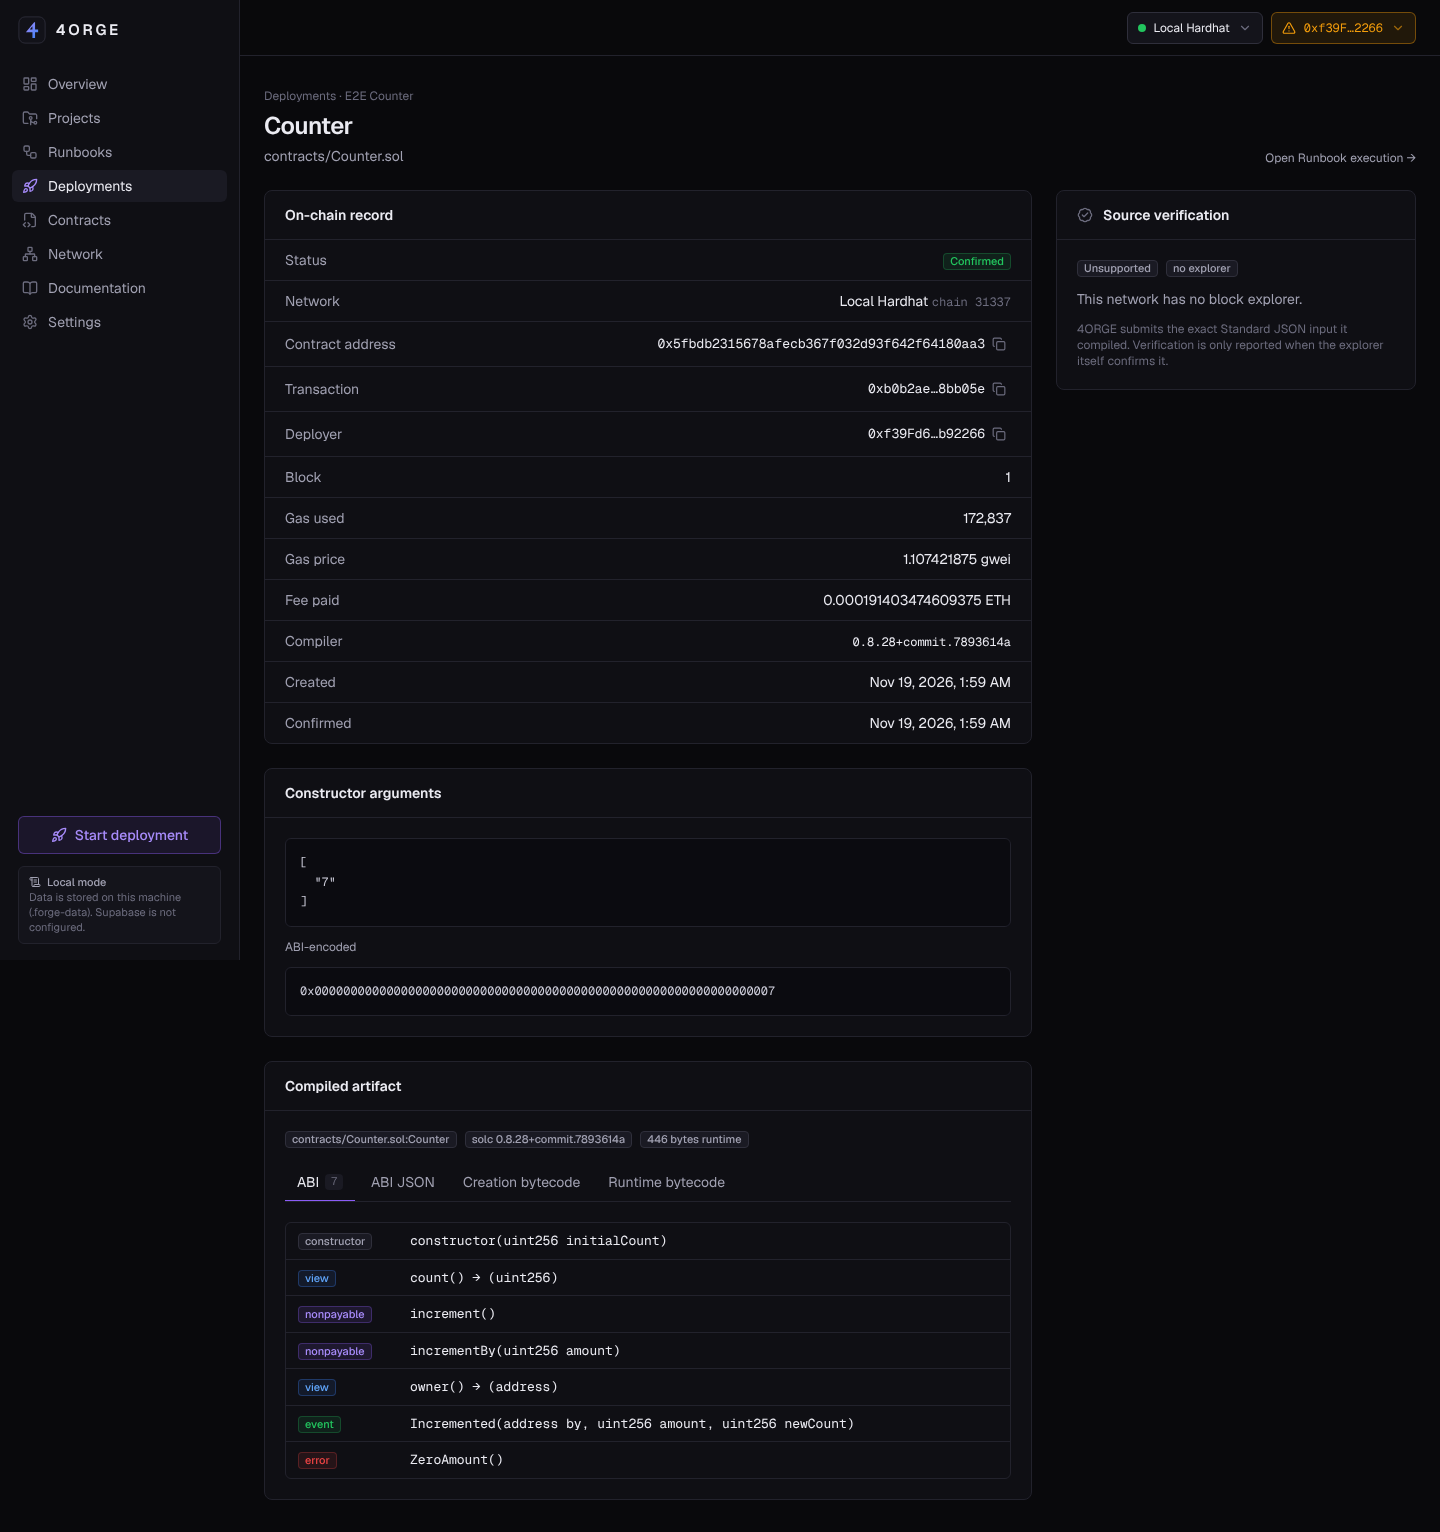 4ORGE
Local Hardhat
0xf39F…2266
Overview
Projects
Runbooks
Deployments
Contracts
Network
Documentation
Settings
Start deployment
Local mode
Data is stored on this machine
(.forge-data). Supabase is not
configured.
Deployments · E2E Counter
Counter
contracts/Counter.sol
Open Runbook execution →
On-chain record
Status Confirmed
Network Local Hardhat chain 31337
Contract address 0x5fbdb2315678afecb367f032d93f642f64180aa3
Transaction 0xb0b2ae…8bb05e
Deployer 0xf39Fd6…b92266
Block 1
Gas used 172,837
Gas price 1.107421875 gwei
Fee paid 0.000191403474609375 ETH
Compiler 0.8.28+commit.7893614a
Created Nov 19, 2026, 1:59 AM
Confirmed Nov 19, 2026, 1:59 AM
Source verification
Unsupported no explorer
This network has no block explorer.
4ORGE submits the exact Standard JSON input it
compiled. Verification is only reported when the explorer
itself confirms it.
Constructor arguments
[
"7"
]
ABI-encoded
0x0000000000000000000000000000000000000000000000000000000000000007
Compiled artifact
contracts/Counter.sol:Counter solc 0.8.28+commit.7893614a 446 bytes runtime
ABI 7 ABI JSON Creation bytecode Runtime bytecode
constructor constructor(uint256 initialCount)
view count() → (uint256)
nonpayable increment()
nonpayable incrementBy(uint256 amount)
view owner() → (address)
event Incremented(address by, uint256 amount, uint256 newCount)
error ZeroAmount()